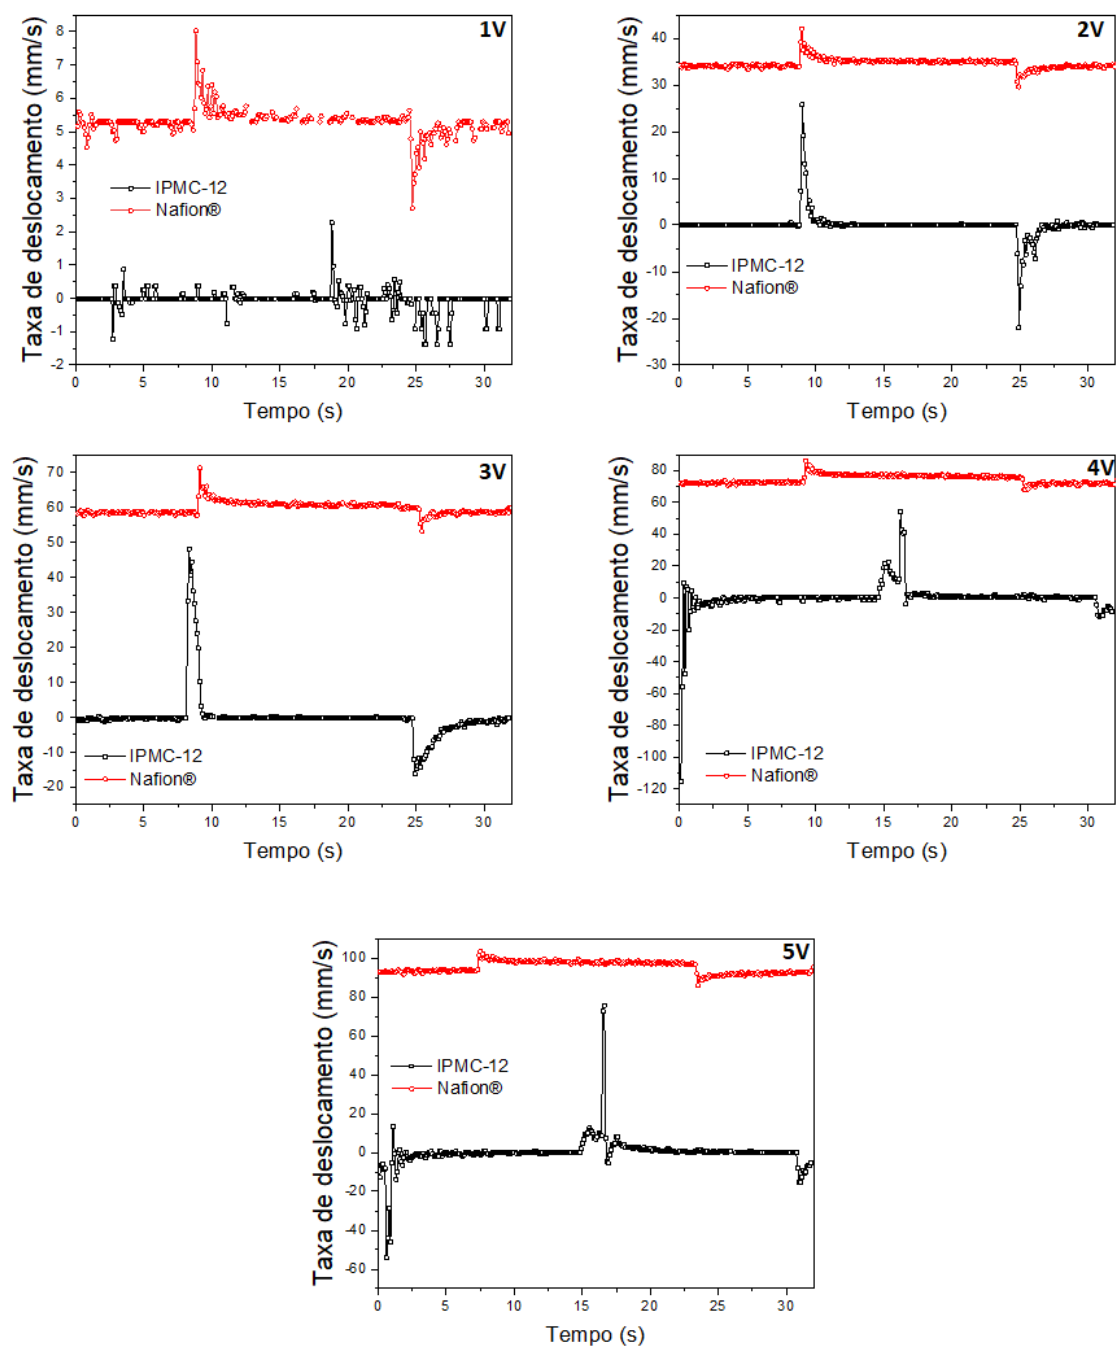 1V
Taxa de deslocamento (mm/s)
8
7
6
5
4
3
2
1
0
-1
-2
IPMC-12
Nafion®
0 5 10 15 20 25 30
Tempo (s)
2V
Taxa de deslocamento (mm/s)
40
30
20
10
0
-10
-20
-30
IPMC-12
Nafion®
0 5 10 15 20 25 30
Tempo (s)
3V
Taxa de deslocamento (mm/s)
70
60
50
40
30
20
10
0
-10
-20
IPMC-12
Nafion®
0 5 10 15 20 25 30
Tempo (s)
4V
Taxa de deslocamento (mm/s)
80
60
40
20
0
-20
-40
-60
-80
-100
-120
IPMC-12
Nafion®
0 5 10 15 20 25 30
Tempo (s)
5V
Taxa de deslocamento (mm/s)
100
80
60
40
20
0
-20
-40
-60
IPMC-12
Nafion®
0 5 10 15 20 25 30
Tempo (s)